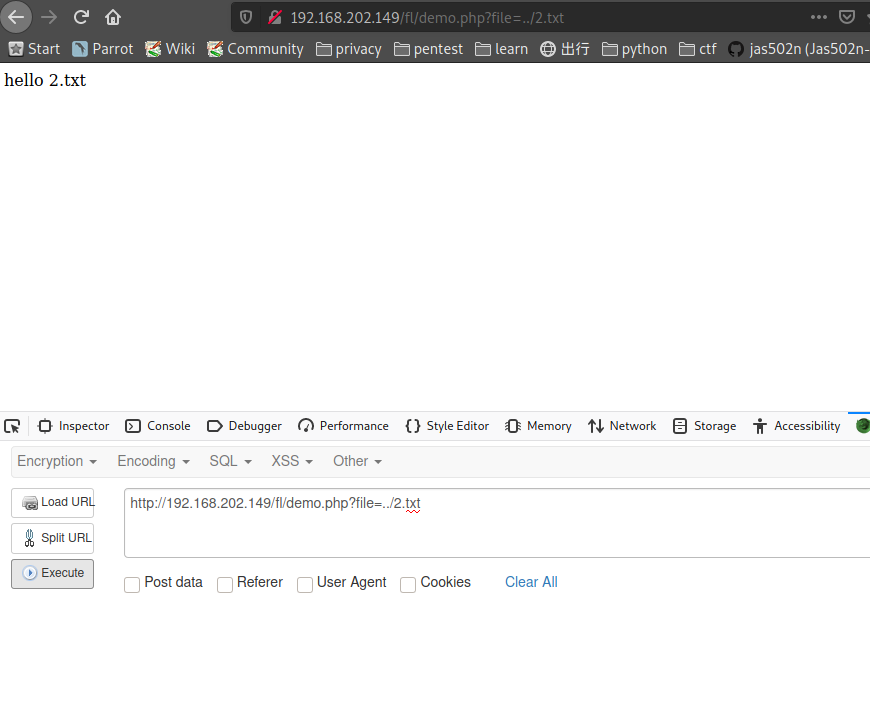 192.168.202.149/fl/demo.php?file=../2.txt
Start Parrot Wiki Community privacy pentest learn 出行 python ctf jas502n (Jas502n-
hello 2.txt
Inspector Console Debugger Performance Style Editor Memory Network Storage Accessibility
Encryption Encoding SQL XSS Other
Load URL http://192.168.202.149/fl/demo.php?file=../2.txt
Split URL
Execute
Post data Referer User Agent Cookies Clear All